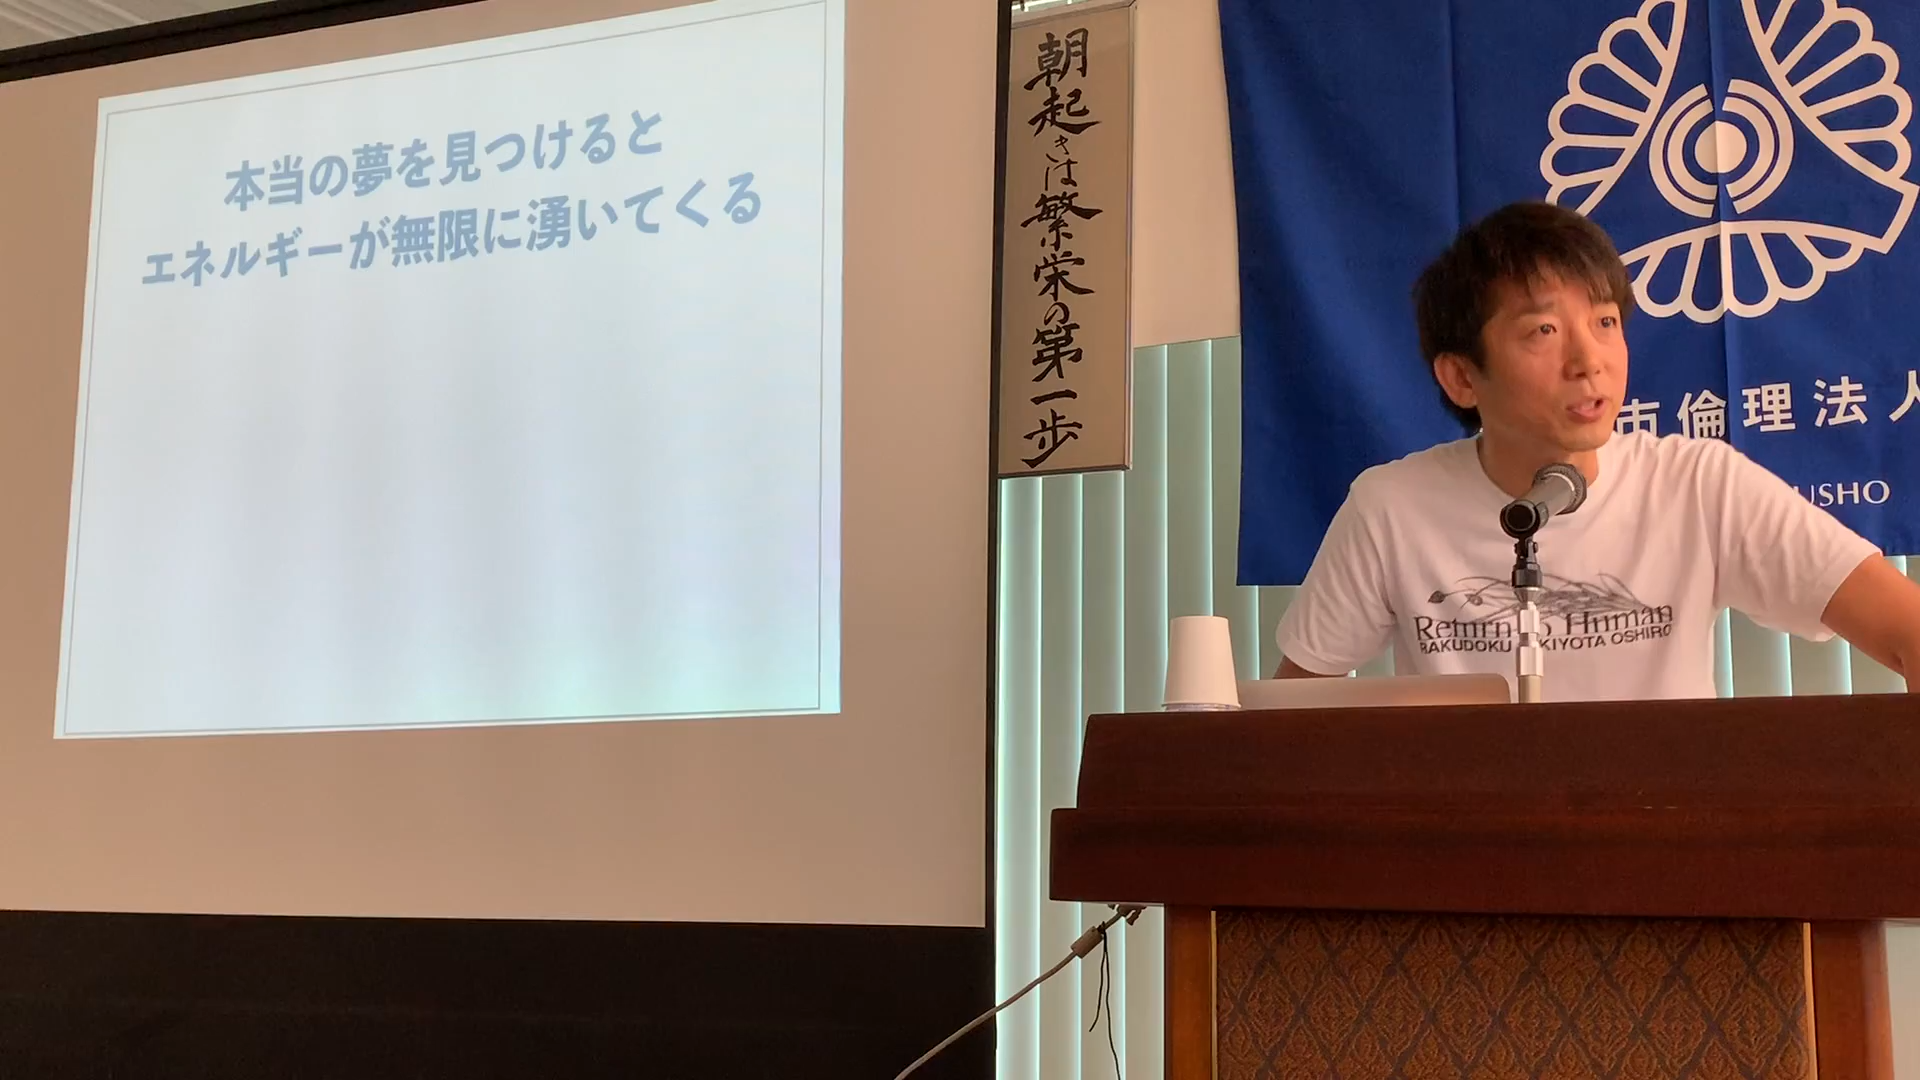 本当の夢を見つけると
エネルギーが無限に湧いてくる
朝起きは繁栄の第一歩
市倫理法人
USHO
Return to Human
RAKUDOKU KIYOTA OSHIRO